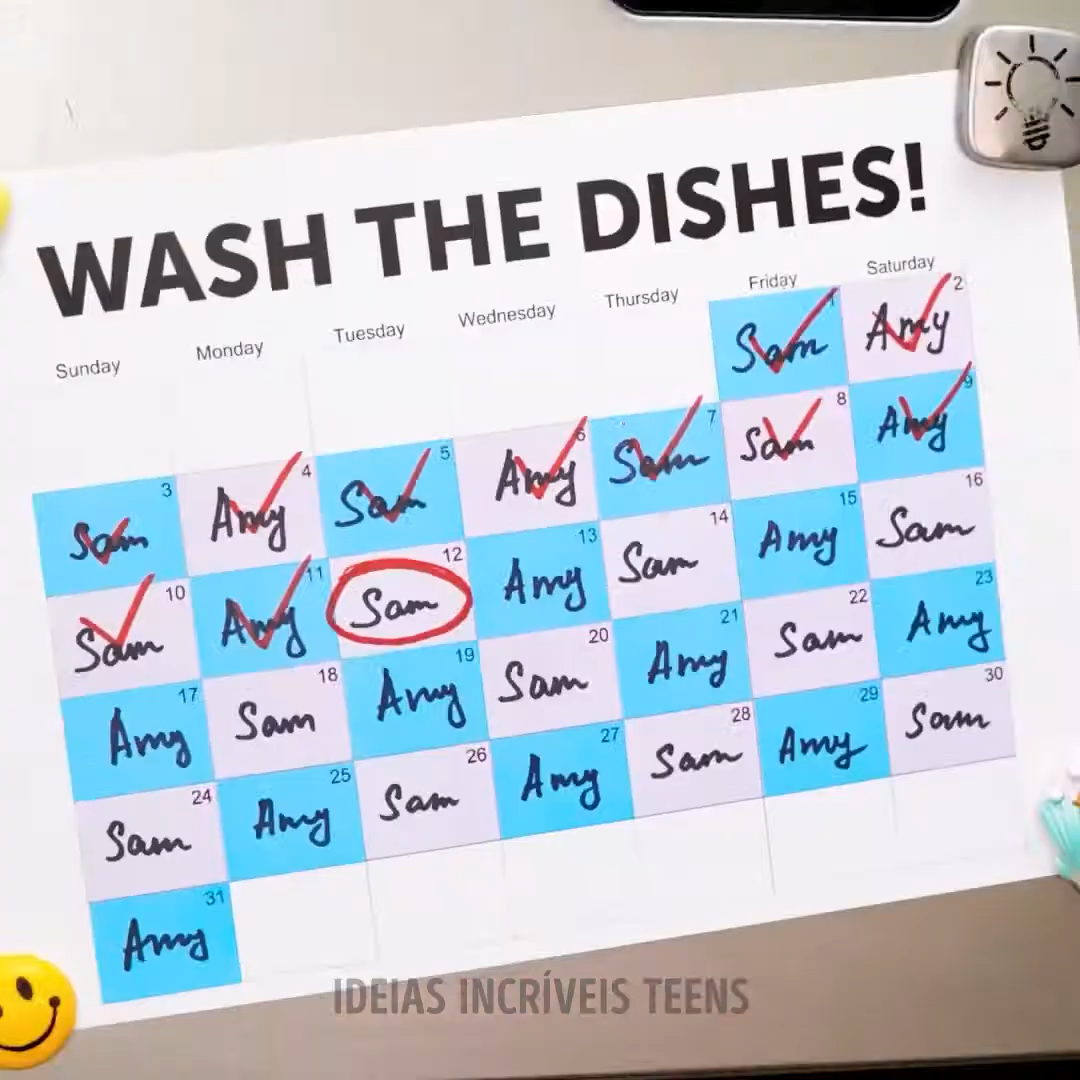 WASH THE DISHES!
Sunday Monday Tuesday Wednesday Thursday Friday Saturday
1 Sam 2 Amy
3 Sam 4 Amy 5 Sam 6 Amy 7 Sam 8 Sam 9 Amy
10 Sam 11 Amy 12 Sam 13 Amy 14 Sam 15 Amy 16 Sam
17 Amy 18 Sam 19 Amy 20 Sam 21 Amy 22 Sam 23 Amy
24 Sam 25 Amy 26 Sam 27 Amy 28 Sam 29 Amy 30 Sam
31 Amy
IDEIAS INCRÍVEIS TEENS